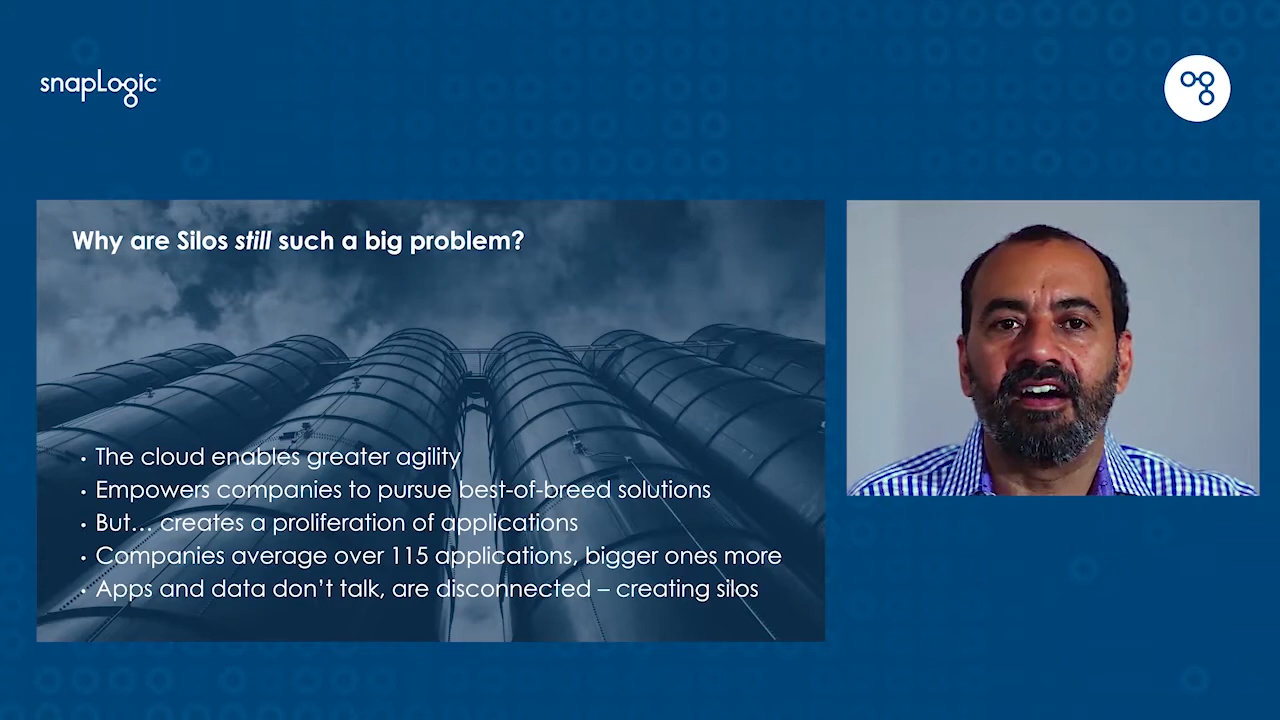 snapLogic
Why are Silos still such a big problem?
• The cloud enables greater agility
• Empowers companies to pursue best-of-breed solutions
• But... creates a proliferation of applications
• Companies average over 115 applications, bigger ones more
• Apps and data don’t talk, are disconnected – creating silos